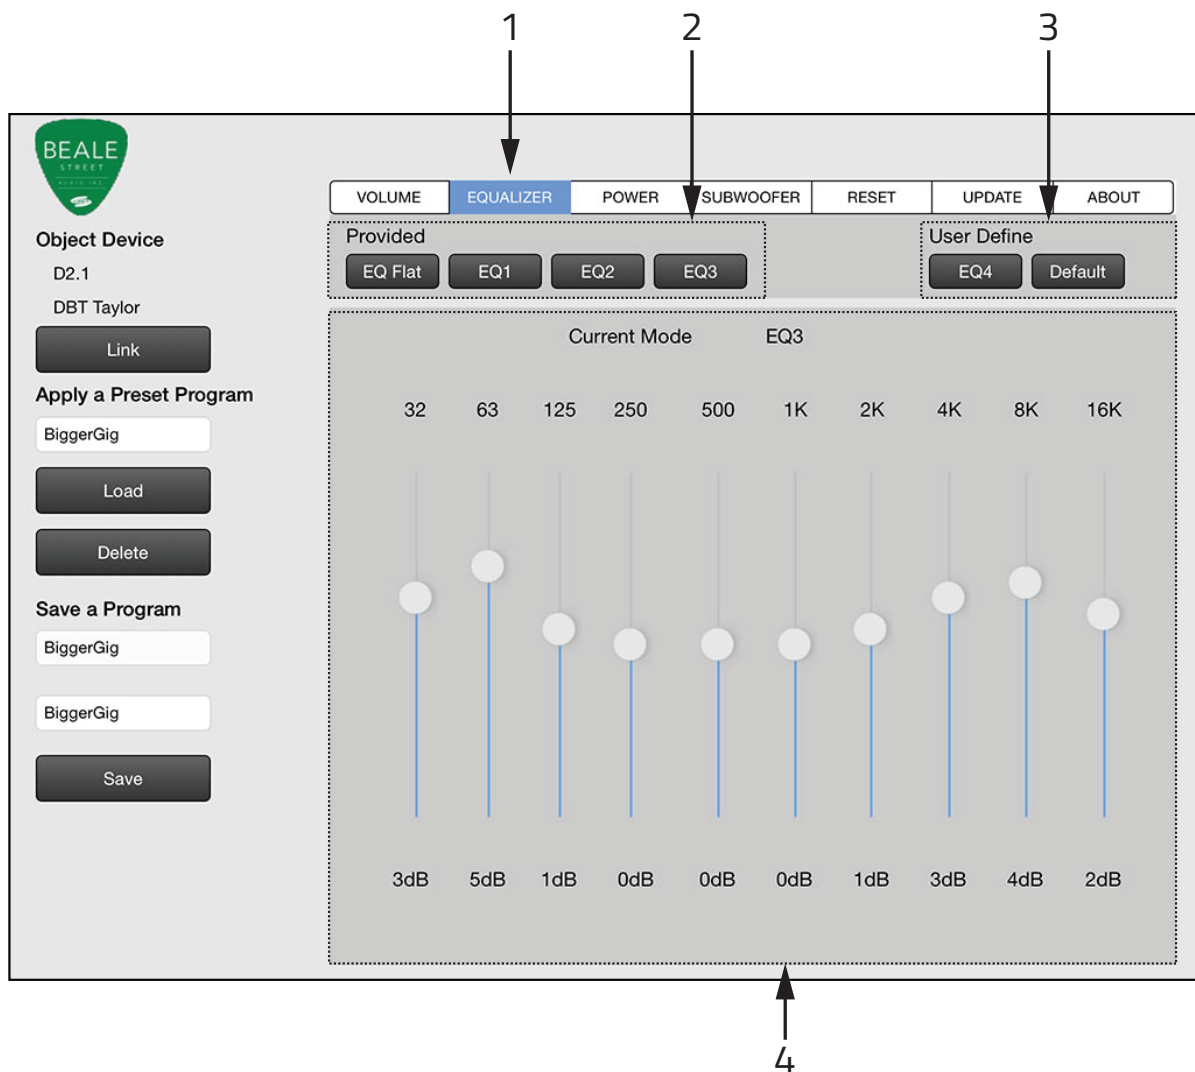 1 2 3
BEALE
STREET
AUDIO INC.
VOLUME EQUALIZER POWER SUBWOOFER RESET UPDATE ABOUT
Object Device
D2.1
DBT Taylor
Link
Apply a Preset Program
BiggerGig
Load
Delete
Save a Program
BiggerGig
BiggerGig
Save
Provided
EQ Flat EQ1 EQ2 EQ3
User Define
EQ4 Default
Current Mode EQ3
32 63 125 250 500 1K 2K 4K 8K 16K
3dB 5dB 1dB 0dB 0dB 0dB 1dB 3dB 4dB 2dB
4